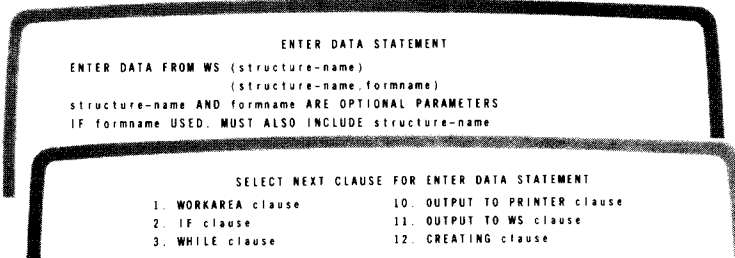 ENTER DATA STATEMENT
ENTER DATA FROM WS (structure-name)
(structure-name,formname)
structure-name AND formname ARE OPTIONAL PARAMETERS
IF formname USED, MUST ALSO INCLUDE structure-name
SELECT NEXT CLAUSE FOR ENTER DATA STATEMENT
1. WORKAREA clause 10. OUTPUT TO PRINTER clause
2. IF clause 11. OUTPUT TO WS clause
3. WHILE clause 12. CREATING clause